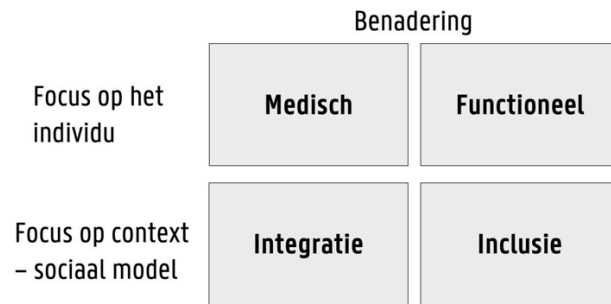 Benadering
Focus op het
individu
Medisch
Functioneel
Focus op context
– sociaal model
Integratie
Inclusie